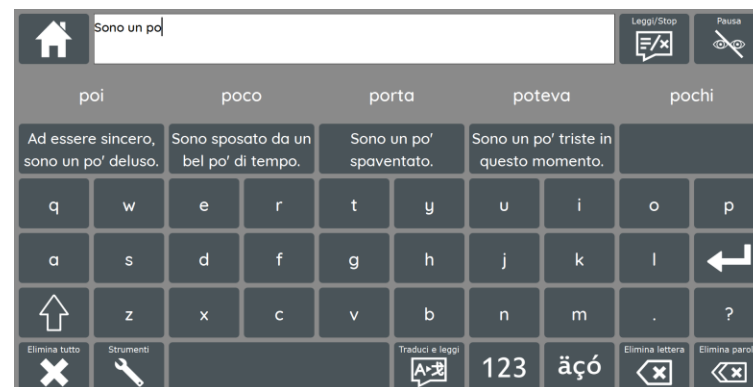 Sono un po
Leggi/Stop
Pausa
poi poco porta poteva pochi
Ad essere sincero,
sono un po' deluso.
Sono sposato da un
bel po' di tempo.
Sono un po'
spaventato.
Sono un po' triste in
questo momento.
q w e r t y u i o p
a s d f g h j k l
z x c v b n m . ?
Elimina tutto
Strumenti
Traduci e leggi
A
123
äçó
Elimina lettera
Elimina parol